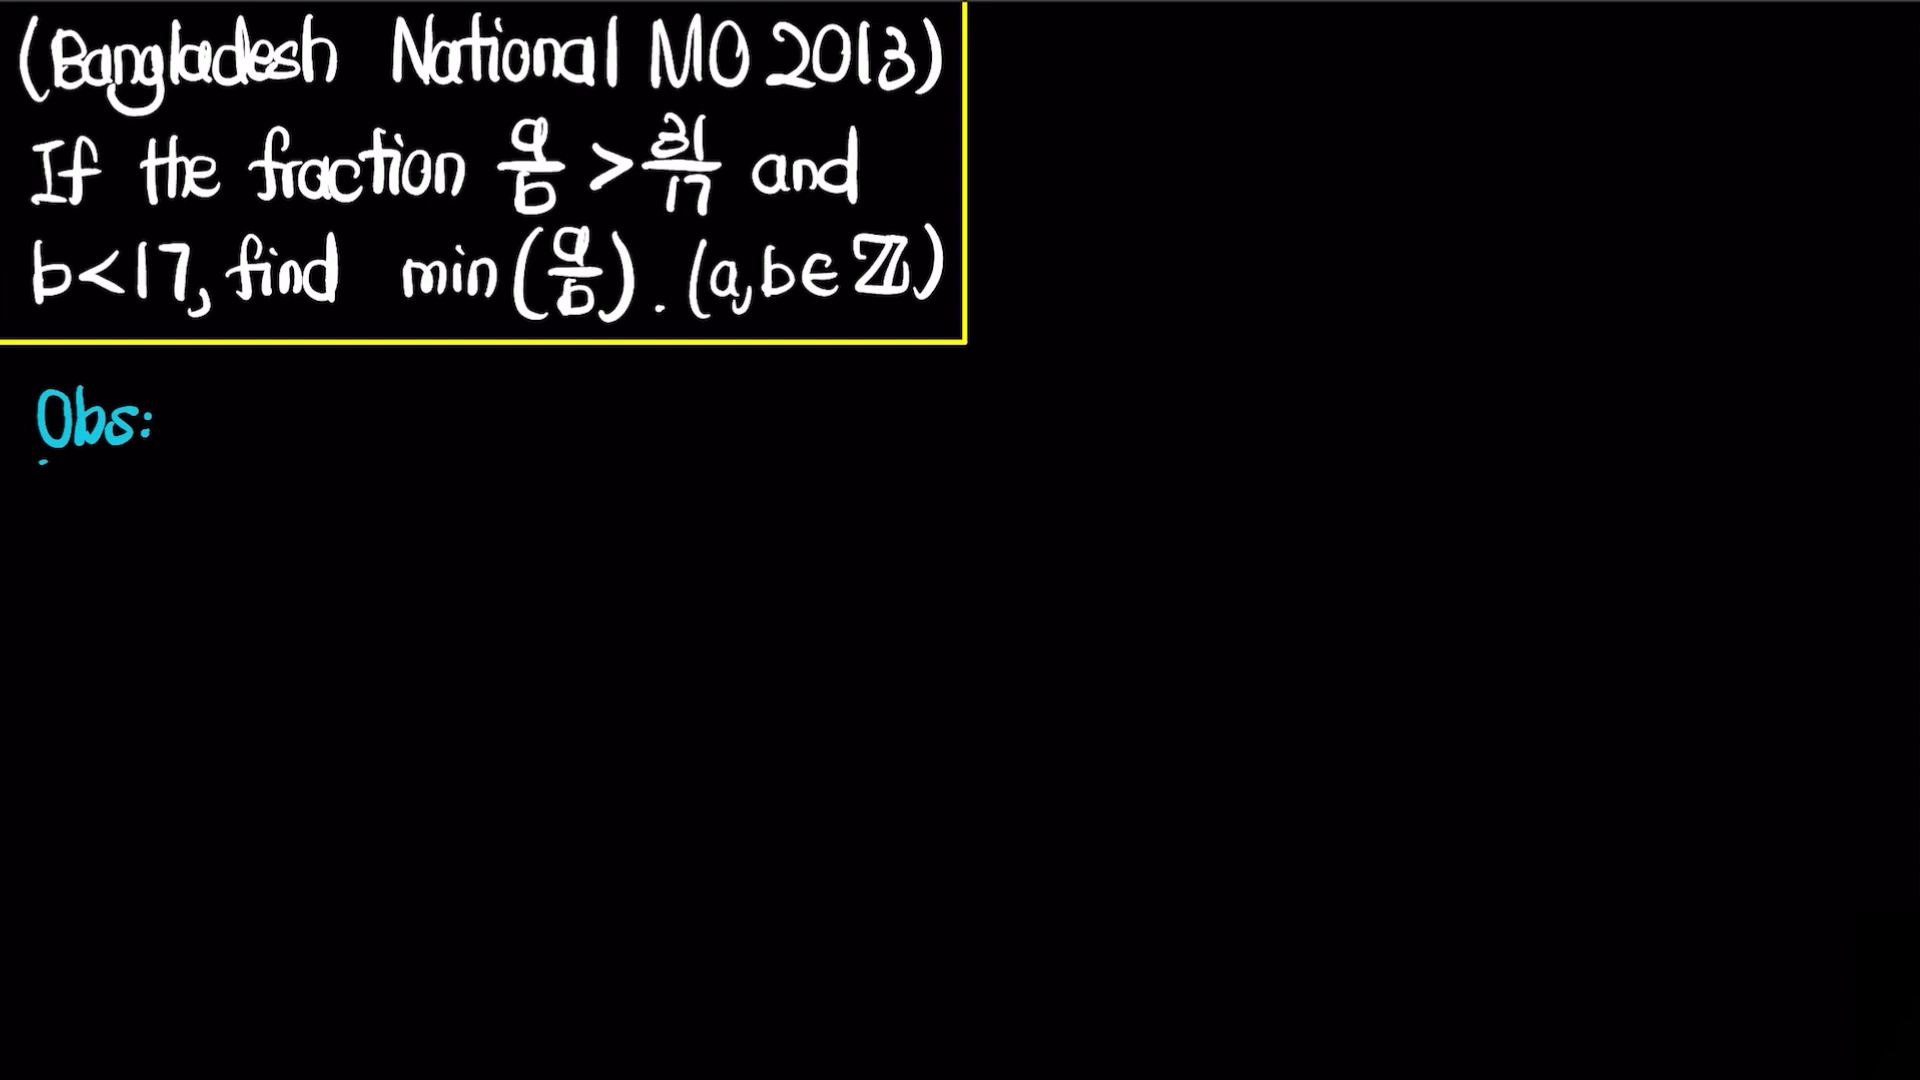 (Bangladesh National MO 2013)
If the fraction a/b > 31/17 and
b<17, find min(a/b). (a,b∈ℤ)
Obs: